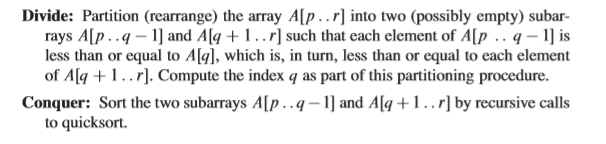 Divide: Partition (rearrange) the array A[p . . r] into two (possibly empty) subar-
rays A[p . . q − 1] and A[q + 1 . . r] such that each element of A[p . . q − 1] is
less than or equal to A[q], which is, in turn, less than or equal to each element
of A[q + 1 . . r]. Compute the index q as part of this partitioning procedure.
Conquer: Sort the two subarrays A[p . . q − 1] and A[q + 1 . . r] by recursive calls
to quicksort.